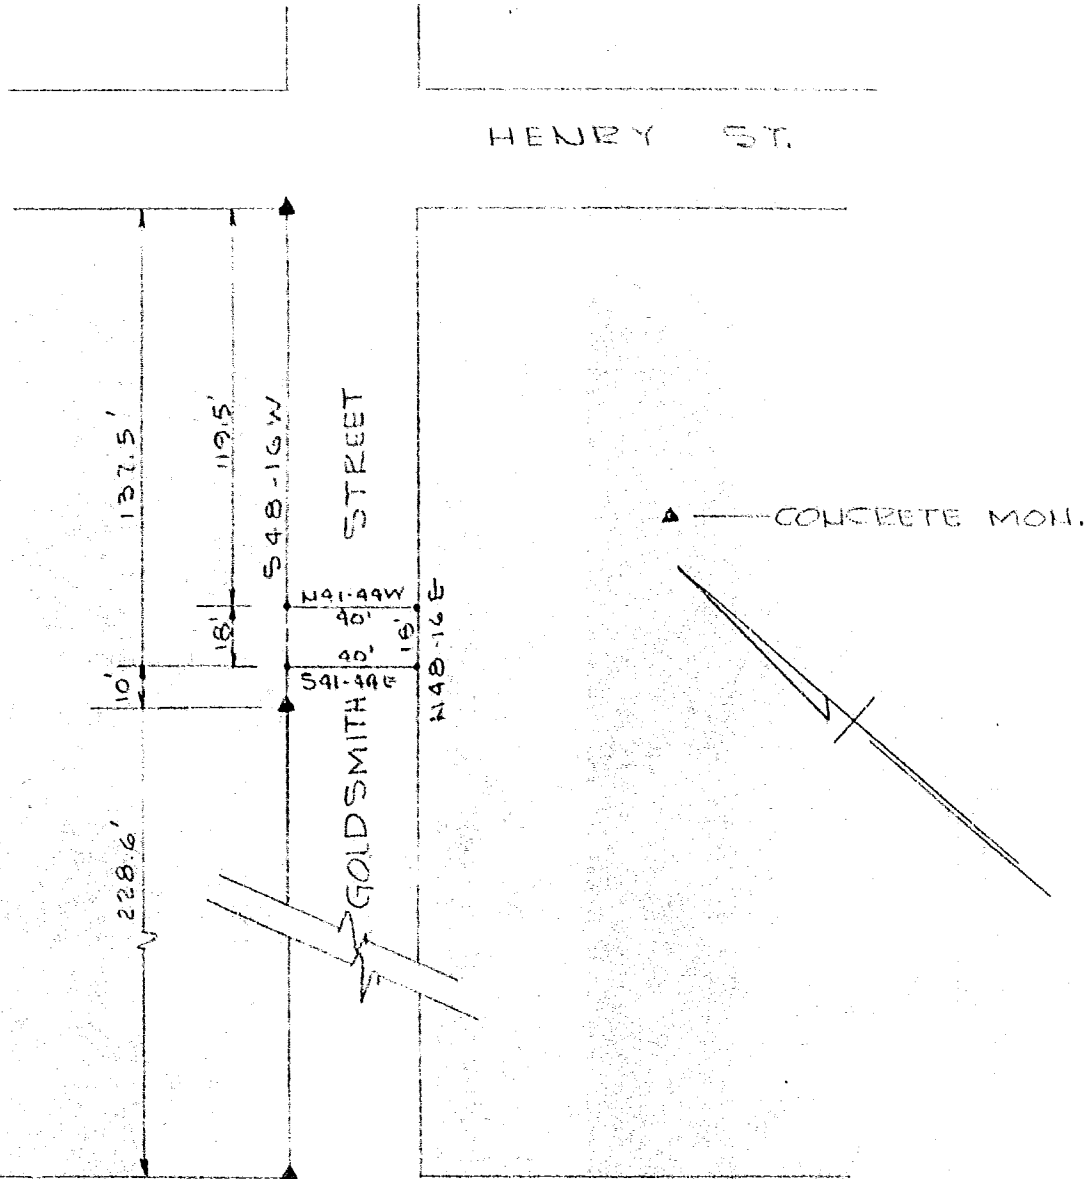 HENRY ST.
137.5'
119.5'
S48-16W
STREET
CONCRETE MON.
N41-44W
40'
18'
18'
N48-16E
40'
S41-44E
10'
GOLDSMITH
228.6'